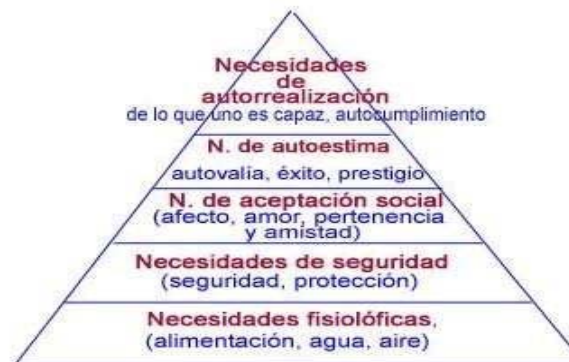 Necesidades
de
autorrealización
de lo que uno es capaz, autocumplimiento
N. de autoestima
autovalía, éxito, prestigio
N. de aceptación social
(afecto, amor, pertenencia
y amistad)
Necesidades de seguridad
(seguridad, protección)
Necesidades fisiolóficas,
(alimentación, agua, aire)